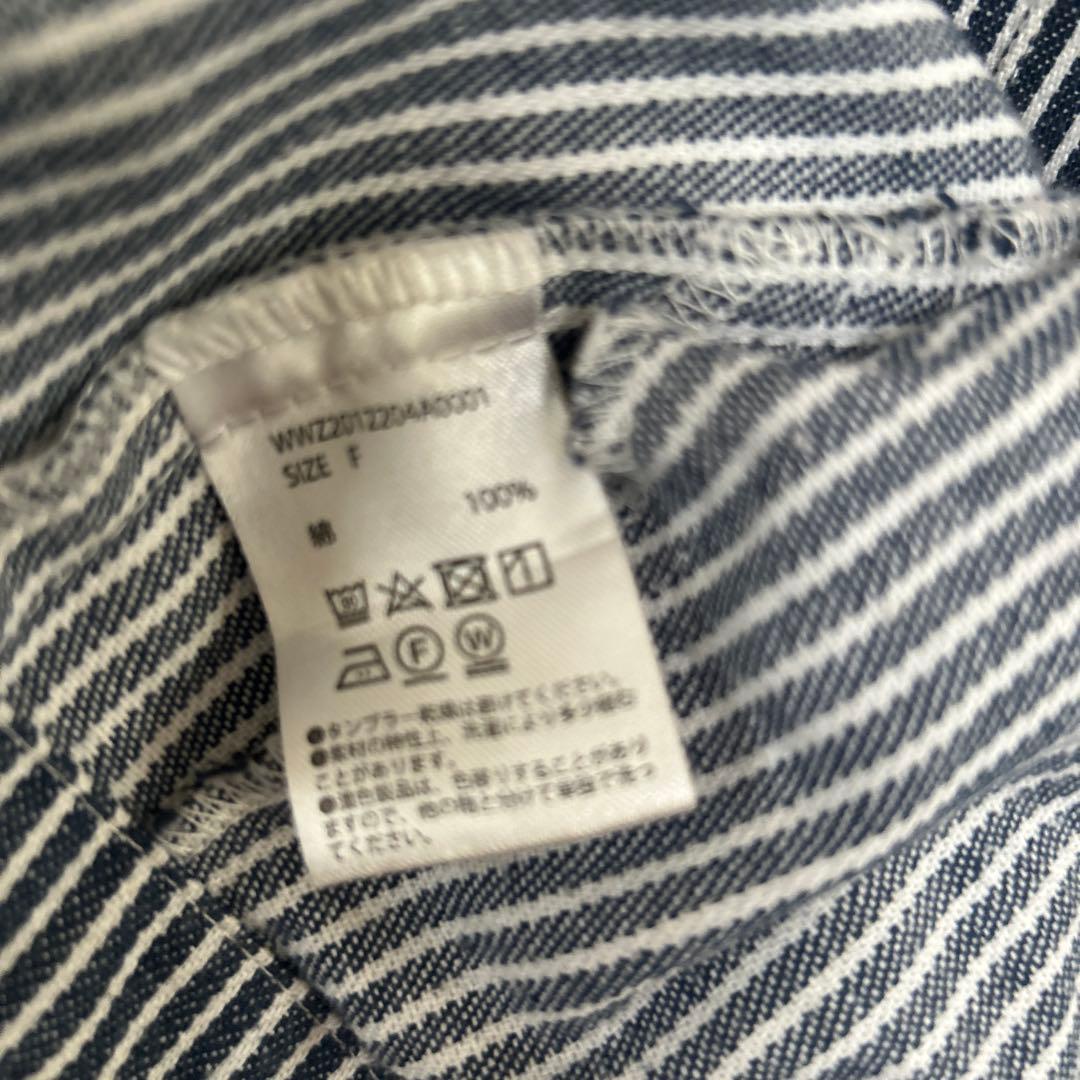 WWZ2012204A0001
SIZE F
綿 100%
F W
●タンブラー乾燥は避けてください。
●素材の特性上、洗濯により多少縮む
ことがあります。
●濃色製品は、色移りすることがあり
ますので、他の物と分けて単独で洗っ
てください。